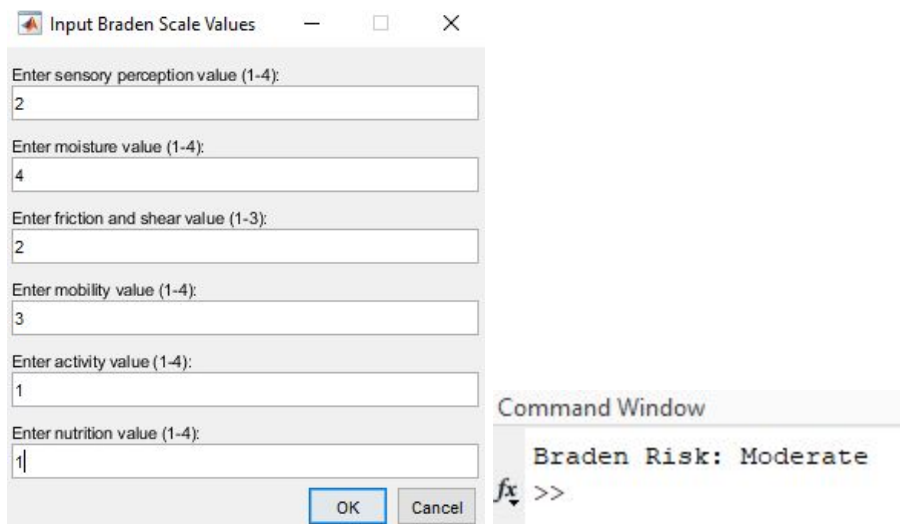 Input Braden Scale Values
Enter sensory perception value (1-4):
2
Enter moisture value (1-4):
4
Enter friction and shear value (1-3):
2
Enter mobility value (1-4):
3
Enter activity value (1-4):
1
Enter nutrition value (1-4):
1
OK Cancel
Command Window
Braden Risk: Moderate
fx >>